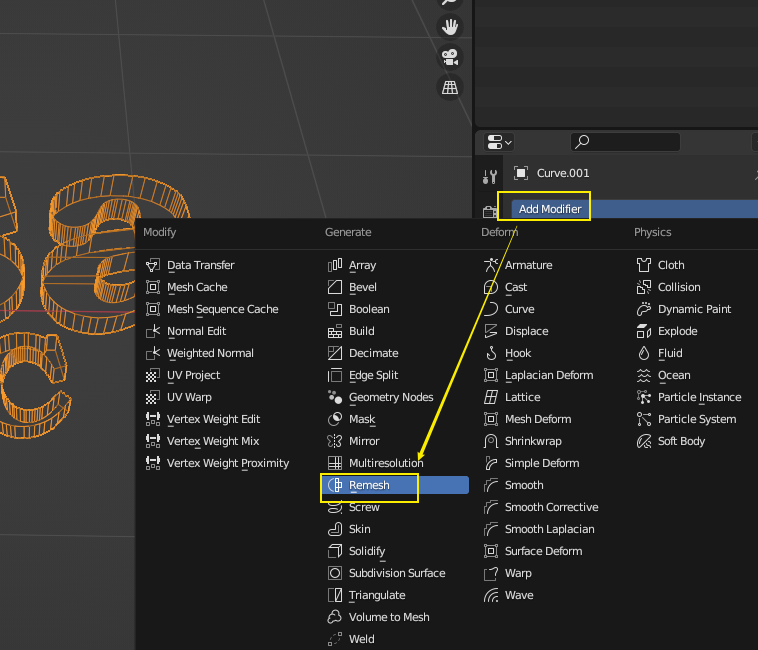 Curve.001
Add Modifier
Modify
Data Transfer
Mesh Cache
Mesh Sequence Cache
Normal Edit
Weighted Normal
UV Project
UV Warp
Vertex Weight Edit
Vertex Weight Mix
Vertex Weight Proximity
Generate
Array
Bevel
Boolean
Build
Decimate
Edge Split
Geometry Nodes
Mask
Mirror
Multiresolution
Remesh
Screw
Skin
Solidify
Subdivision Surface
Triangulate
Volume to Mesh
Weld
Deform
Armature
Cast
Curve
Displace
Hook
Laplacian Deform
Lattice
Mesh Deform
Shrinkwrap
Simple Deform
Smooth
Smooth Corrective
Smooth Laplacian
Surface Deform
Warp
Wave
Physics
Cloth
Collision
Dynamic Paint
Explode
Fluid
Ocean
Particle Instance
Particle System
Soft Body